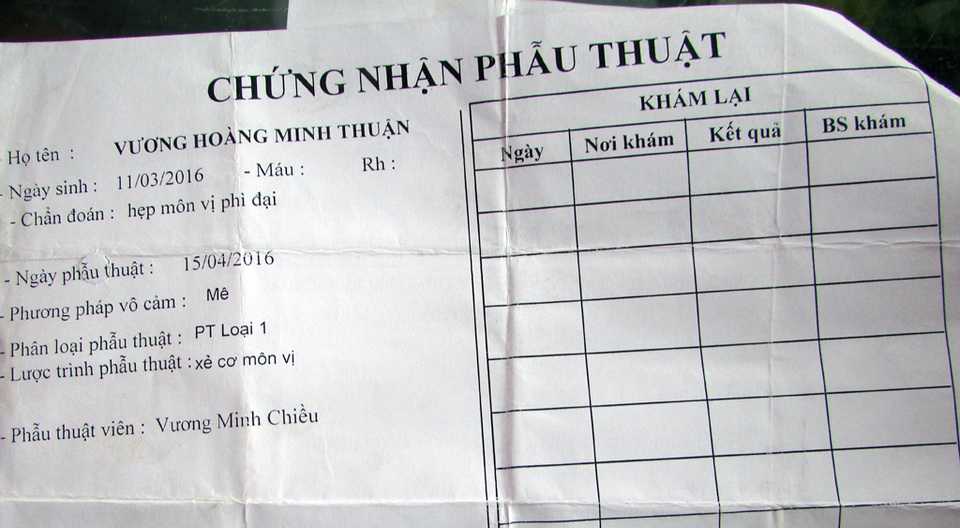 CHỨNG NHẬN PHẪU THUẬT
- Họ tên : VƯƠNG HOÀNG MINH THUẬN
- Ngày sinh : 11/03/2016 - Máu : Rh :
- Chẩn đoán : hẹp môn vị phì đại
- Ngày phẫu thuật : 15/04/2016
- Phương pháp vô cảm : Mê
- Phân loại phẫu thuật : PT Loại 1
- Lược trình phẫu thuật : xẻ cơ môn vị
- Phẫu thuật viên : Vương Minh Chiều
KHÁM LẠI
Ngày Nơi khám Kết quả BS khám